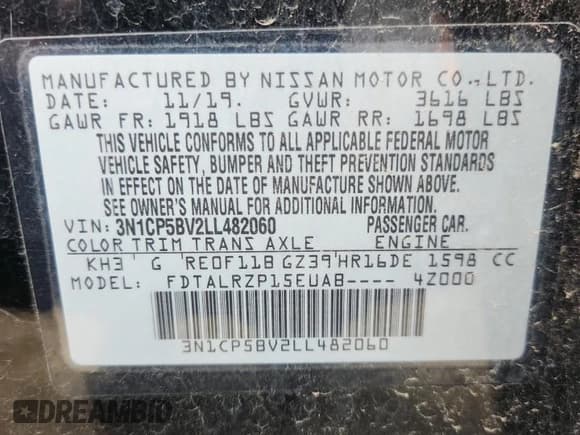 MANUFACTURED BY NISSAN MOTOR CO.,LTD.
DATE: 11/19. GVWR: 3616 LBS
GAWR FR: 1918 LBS GAWR RR: 1698 LBS
THIS VEHICLE CONFORMS TO ALL APPLICABLE FEDERAL MOTOR
VEHICLE SAFETY, BUMPER AND THEFT PREVENTION STANDARDS
IN EFFECT ON THE DATE OF MANUFACTURE SHOWN ABOVE.
SEE OWNER'S MANUAL FOR ADDITIONAL INFORMATION.
VIN: 3N1CP5BV2LL482060 PASSENGER CAR.
COLOR TRIM TRANS AXLE ENGINE
KH3 G RE0F11B GZ39 HR16DE 1598 CC
MODEL FDTALRZP15EUAB---- 4Z000
3N1CP5BV2LL482060
DREAMBID